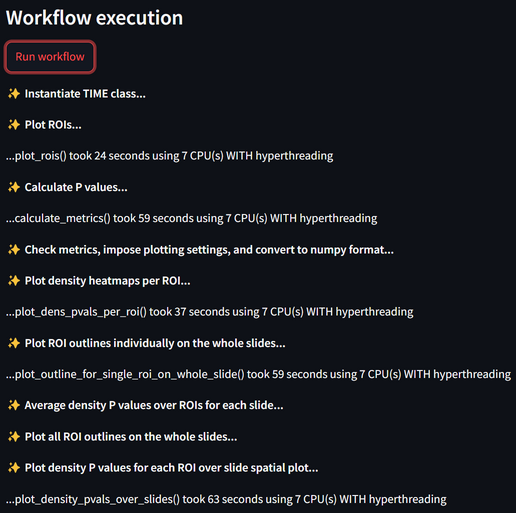 Workflow execution
Run workflow
✨ Instantiate TIME class...
✨ Plot ROIs...
...plot_rois() took 24 seconds using 7 CPU(s) WITH hyperthreading
✨ Calculate P values...
...calculate_metrics() took 59 seconds using 7 CPU(s) WITH hyperthreading
✨ Check metrics, impose plotting settings, and convert to numpy format...
✨ Plot density heatmaps per ROI...
...plot_dens_pvals_per_roi() took 37 seconds using 7 CPU(s) WITH hyperthreading
✨ Plot ROI outlines individually on the whole slides...
...plot_outline_for_single_roi_on_whole_slide() took 59 seconds using 7 CPU(s) WITH hyperthreading
✨ Average density P values over ROIs for each slide...
✨ Plot all ROI outlines on the whole slides...
✨ Plot density P values for each ROI over slide spatial plot...
...plot_density_pvals_over_slides() took 63 seconds using 7 CPU(s) WITH hyperthreading